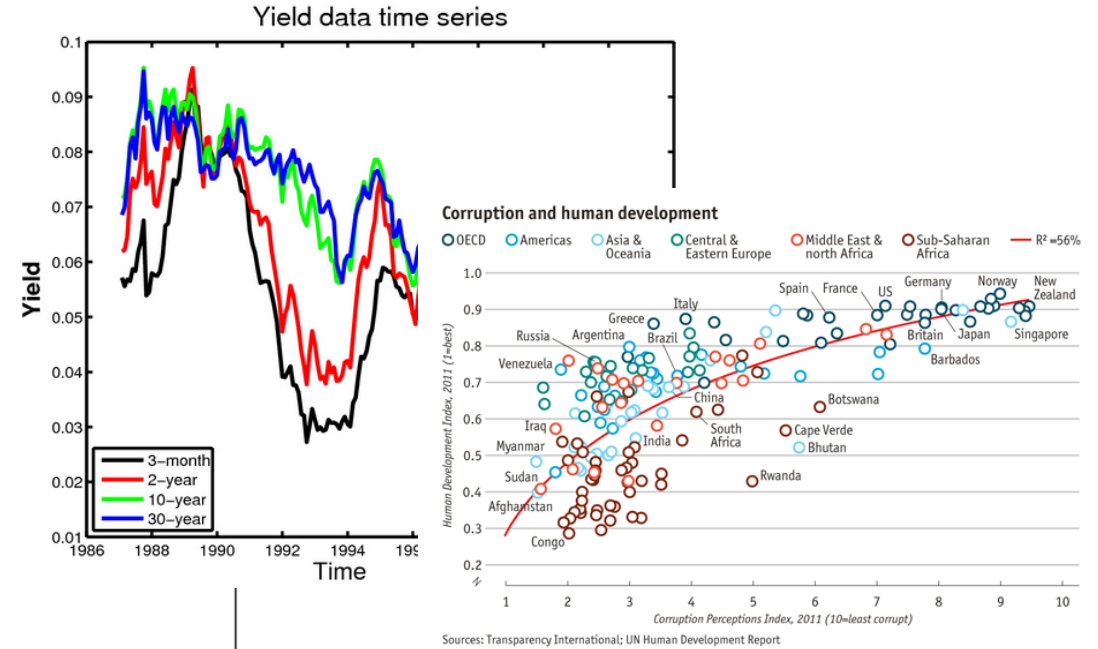 Yield data time series
0.1
0.09
0.08
0.07
0.06
0.05
0.04
0.03
0.02
0.01
Yield
3−month
2−year
10−year
30−year
1986 1988 1990 1992 1994 199
Time
Corruption and human development
OECD Americas Asia & Oceania Central & Eastern Europe Middle East & north Africa Sub-Saharan Africa R² =56%
1.0
0.9
0.8
0.7
0.6
0.5
0.4
0.3
0.2
Human Development Index, 2011 (1=best)
Russia
Venezuela
Argentina
Greece
Italy
Brazil
Spain
France
US
Germany
Norway
New Zealand
Britain
Japan
Singapore
Barbados
China
Botswana
South Africa
Cape Verde
Bhutan
India
Iraq
Myanmar
Sudan
Afghanstan
Rwanda
Congo
1 2 3 4 5 6 7 8 9 10
Corruption Perceptions Index, 2011 (10=least corrupt)
Sources: Transparency International; UN Human Development Report